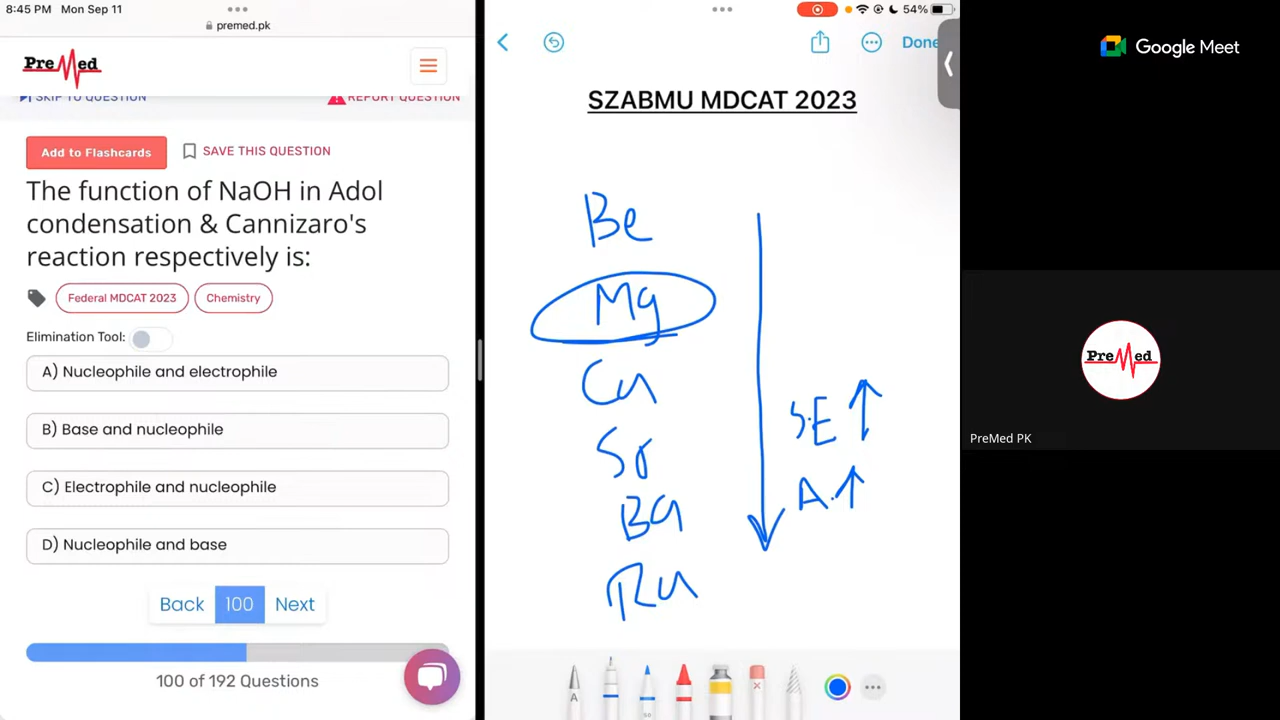 8:45 PM Mon Sep 11
premed.pk
PreMed
SKIP TO QUESTION
REPORT QUESTION
Add to Flashcards
SAVE THIS QUESTION
The function of NaOH in Adol
condensation & Cannizaro's
reaction respectively is:
Federal MDCAT 2023
Chemistry
Elimination Tool:
A) Nucleophile and electrophile
B) Base and nucleophile
C) Electrophile and nucleophile
D) Nucleophile and base
Back 100 Next
100 of 192 Questions
54%
Done
SZABMU MDCAT 2023
Be
Mg
Ca
Sr
Ba
Ra
S.E ↑
A.↑
A
50
Google Meet
PreMed
PreMed PK